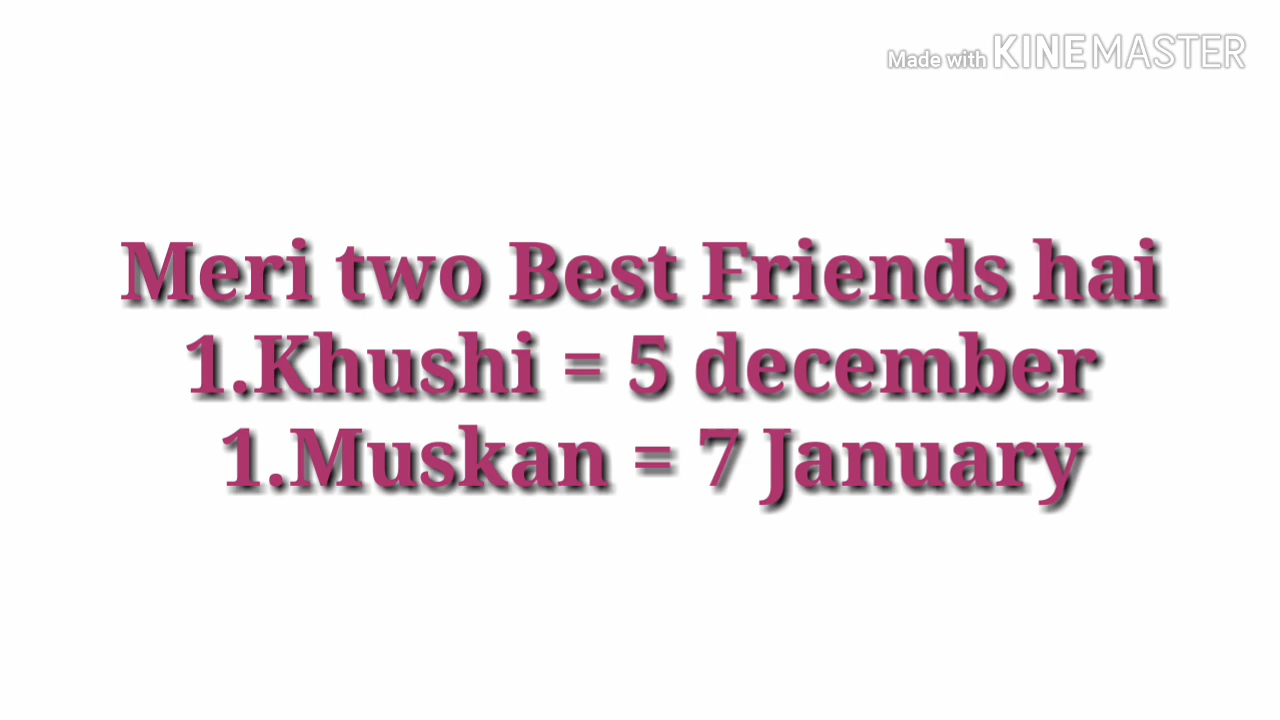 Made with KINEMASTER
Meri two Best Friends hai
1.Khushi = 5 december
1.Muskan = 7 January